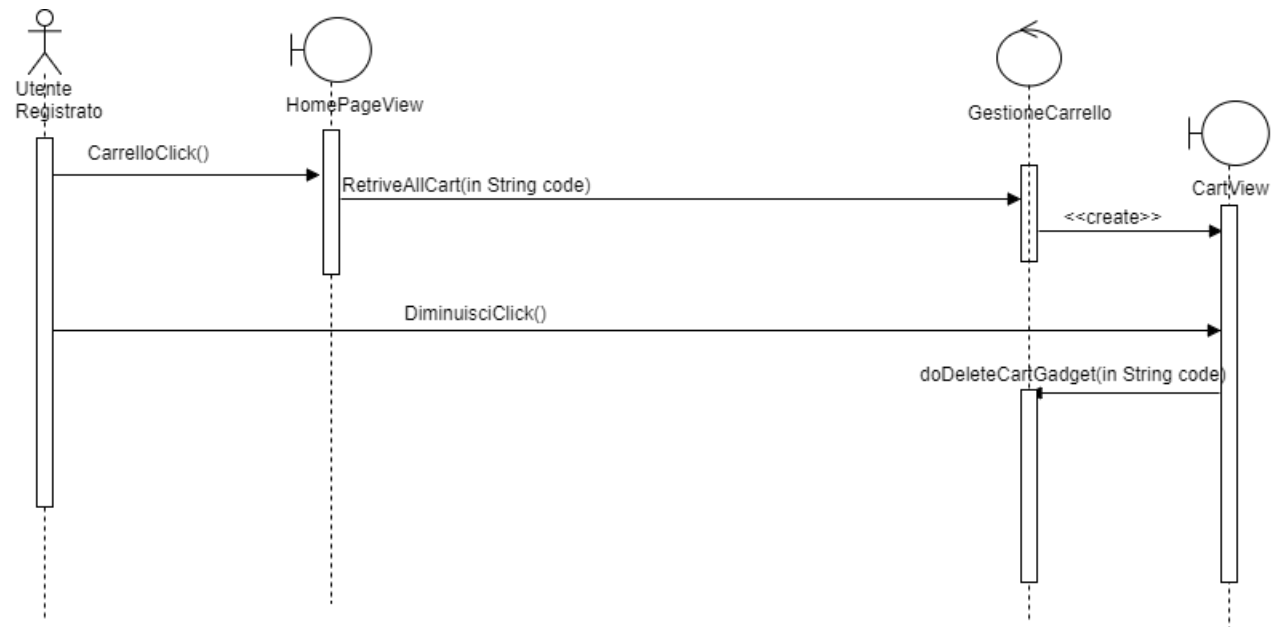 Utente
Registrato
HomePageView
GestioneCarrello
CartView
CarrelloClick()
RetriveAllCart(in String code)
<<create>>
DiminuisciClick()
doDeleteCartGadget(in String code)